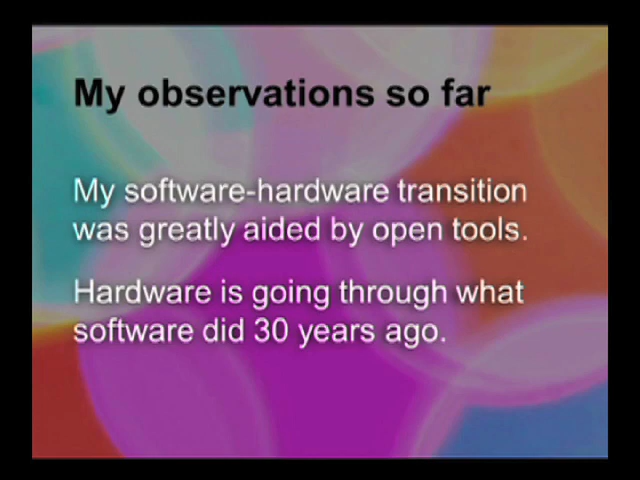 My observations so far
My software-hardware transition
was greatly aided by open tools.
Hardware is going through what
software did 30 years ago.